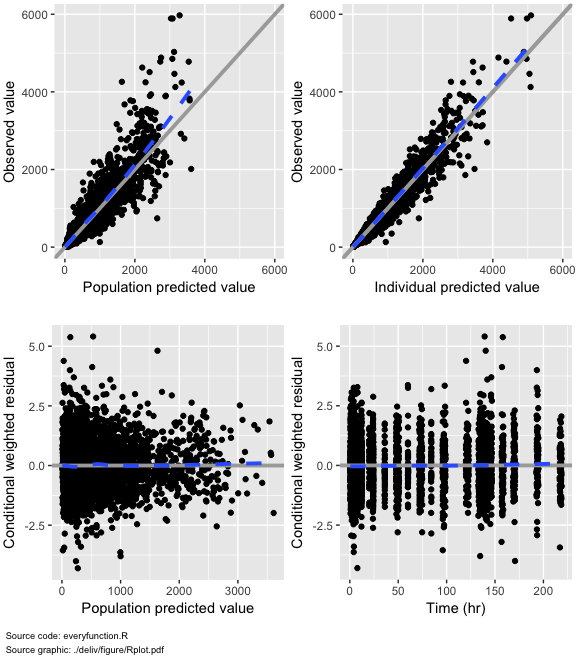 6000
4000
2000
0
Observed value
0 2000 4000 6000
Population predicted value
6000
4000
2000
0
Observed value
0 2000 4000 6000
Individual predicted value
5.0
2.5
0.0
-2.5
Conditional weighted residual
0 1000 2000 3000
Population predicted value
5.0
2.5
0.0
-2.5
Conditional weighted residual
0 50 100 150 200
Time (hr)
Source code: everyfunction.R
Source graphic: ./deliv/figure/Rplot.pdf